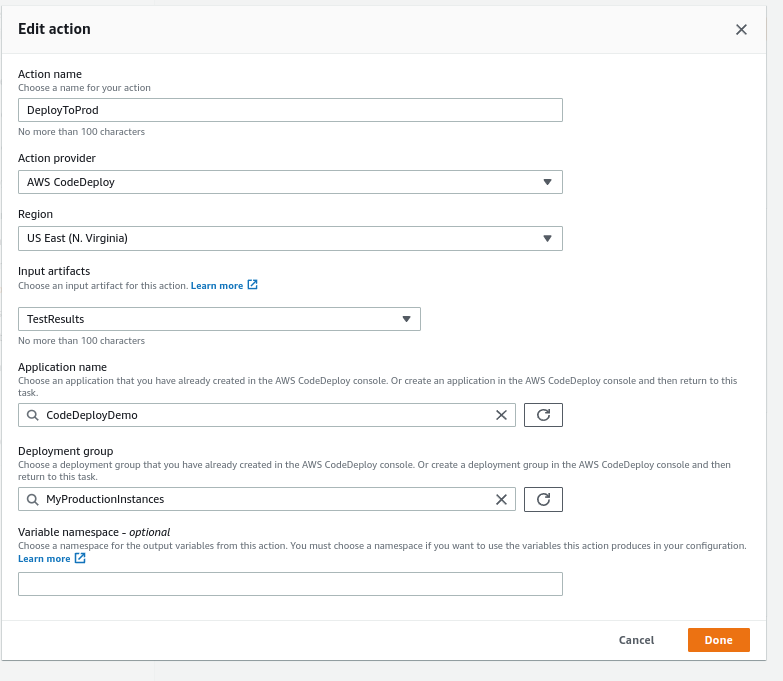 Edit action
Action name
Choose a name for your action
DeployToProd
No more than 100 characters
Action provider
AWS CodeDeploy
Region
US East (N. Virginia)
Input artifacts
Choose an input artifact for this action. Learn more
TestResults
No more than 100 characters
Application name
Choose an application that you have already created in the AWS CodeDeploy console. Or create an application in the AWS CodeDeploy console and then return to this
task.
CodeDeployDemo
Deployment group
Choose a deployment group that you have already created in the AWS CodeDeploy console. Or create a deployment group in the AWS CodeDeploy console and then
return to this task.
MyProductionInstances
Variable namespace - optional
Choose a namespace for the output variables from this action. You must choose a namespace if you want to use the variables this action produces in your configuration.
Learn more
Cancel
Done